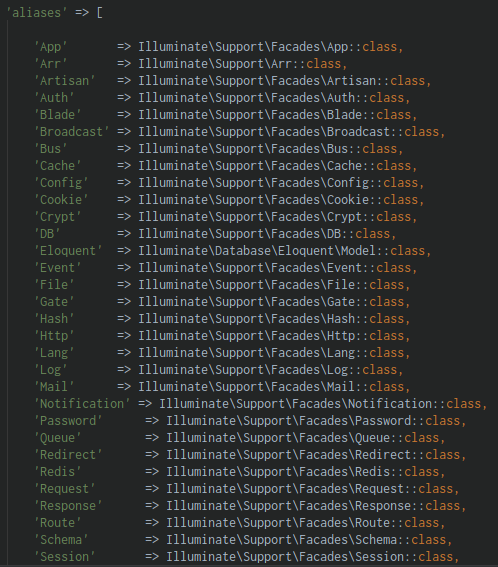 'aliases' => [
'App' => Illuminate\Support\Facades\App::class,
'Arr' => Illuminate\Support\Arr::class,
'Artisan' => Illuminate\Support\Facades\Artisan::class,
'Auth' => Illuminate\Support\Facades\Auth::class,
'Blade' => Illuminate\Support\Facades\Blade::class,
'Broadcast' => Illuminate\Support\Facades\Broadcast::class,
'Bus' => Illuminate\Support\Facades\Bus::class,
'Cache' => Illuminate\Support\Facades\Cache::class,
'Config' => Illuminate\Support\Facades\Config::class,
'Cookie' => Illuminate\Support\Facades\Cookie::class,
'Crypt' => Illuminate\Support\Facades\Crypt::class,
'DB' => Illuminate\Support\Facades\DB::class,
'Eloquent' => Illuminate\Database\Eloquent\Model::class,
'Event' => Illuminate\Support\Facades\Event::class,
'File' => Illuminate\Support\Facades\File::class,
'Gate' => Illuminate\Support\Facades\Gate::class,
'Hash' => Illuminate\Support\Facades\Hash::class,
'Http' => Illuminate\Support\Facades\Http::class,
'Lang' => Illuminate\Support\Facades\Lang::class,
'Log' => Illuminate\Support\Facades\Log::class,
'Mail' => Illuminate\Support\Facades\Mail::class,
'Notification' => Illuminate\Support\Facades\Notification::class,
'Password' => Illuminate\Support\Facades\Password::class,
'Queue' => Illuminate\Support\Facades\Queue::class,
'Redirect' => Illuminate\Support\Facades\Redirect::class,
'Redis' => Illuminate\Support\Facades\Redis::class,
'Request' => Illuminate\Support\Facades\Request::class,
'Response' => Illuminate\Support\Facades\Response::class,
'Route' => Illuminate\Support\Facades\Route::class,
'Schema' => Illuminate\Support\Facades\Schema::class,
'Session' => Illuminate\Support\Facades\Session::class,